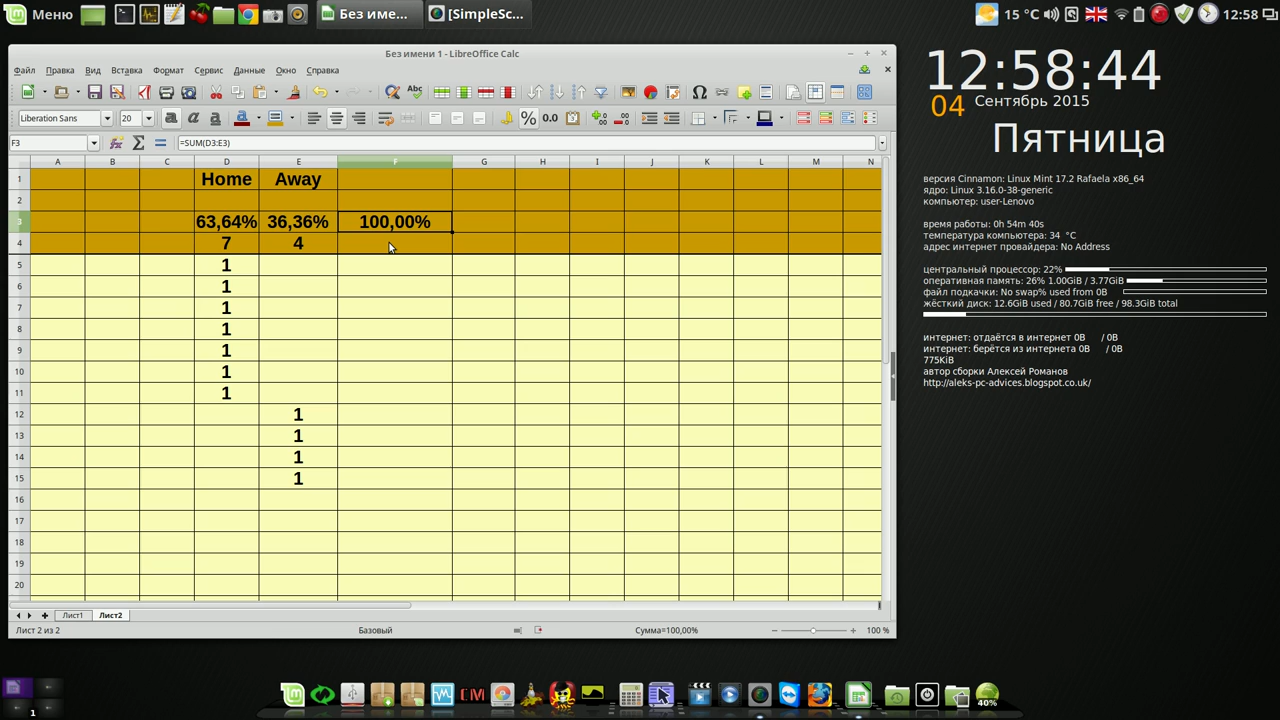 Меню
Без име...
[SimpleSc...
15 °C
12:58
Без имени 1 - LibreOffice Calc
Файл Правка Вид Вставка Формат Сервис Данные Окно Справка
Liberation Sans 20
F3 =SUM(D3:E3)
A B C D E F G H I J K L M N
1 Home Away
2
3 63,64% 36,36% 100,00%
4 7 4
5 1
6 1
7 1
8 1
9 1
10 1
11 1
12 1
13 1
14 1
15 1
16
17
18
19
20
Лист1 Лист2
Лист 2 из 2 Базовый Сумма=100,00% 100 %
12:58:44
04 Сентябрь 2015
Пятница
версия Cinnamon: Linux Mint 17.2 Rafaela x86_64
ядро: Linux 3.16.0-38-generic
компьютер: user-Lenovo
время работы: 0h 54m 40s
температура компьютера: 34 °C
адрес интернет провайдера: No Address
центральный процессор: 22%
оперативная память: 26% 1.00GiB / 3.77GiB
файл подкачки: No swap% used from 0B
жёсткий диск: 12.6GiB used / 80.7GiB free / 98.3GiB total
интернет: отдаётся в интернет 0B / 0B
интернет: берётся из интернета 0B / 0B
775KiB
автор сборки Алексей Романов
http://aleks-pc-advices.blogspot.co.uk/
1
40%